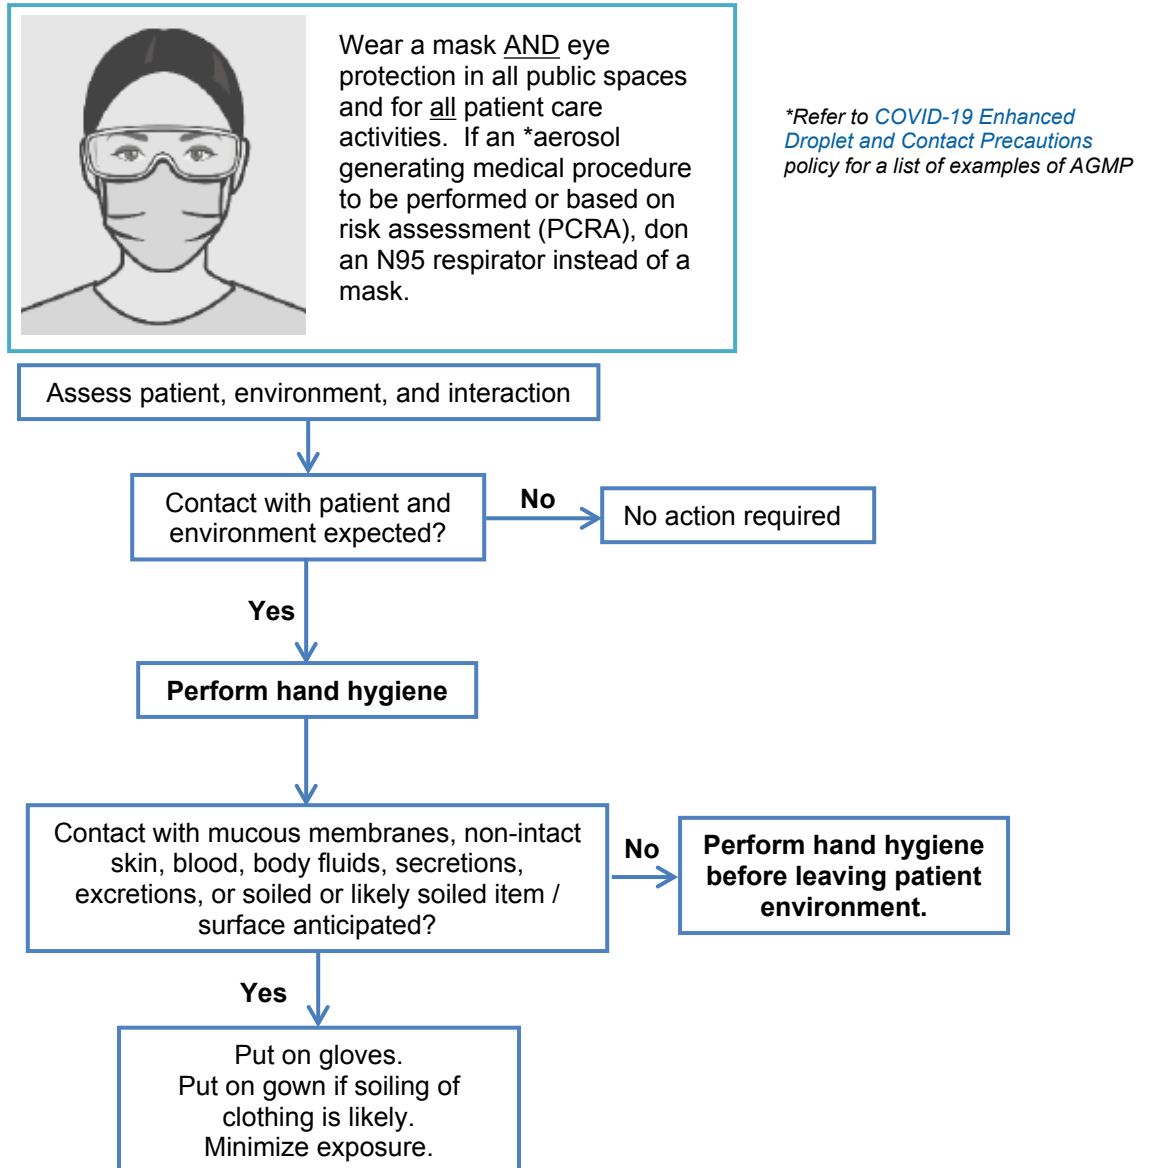 Wear a mask AND eye
protection in all public spaces
and for all patient care
activities.  If an *aerosol
generating medical procedure
to be performed or based on
risk assessment (PCRA), don
an N95 respirator instead of a
mask.
*Refer to COVID-19 Enhanced
Droplet and Contact Precautions
policy for a list of examples of AGMP
Assess patient, environment, and interaction
Contact with patient and
environment expected?
No
No action required
Yes
Perform hand hygiene
Contact with mucous membranes, non-intact
skin, blood, body fluids, secretions,
excretions, or soiled or likely soiled item /
surface anticipated?
No
Perform hand hygiene
before leaving patient
environment.
Yes
Put on gloves.
Put on gown if soiling of
clothing is likely.
Minimize exposure.